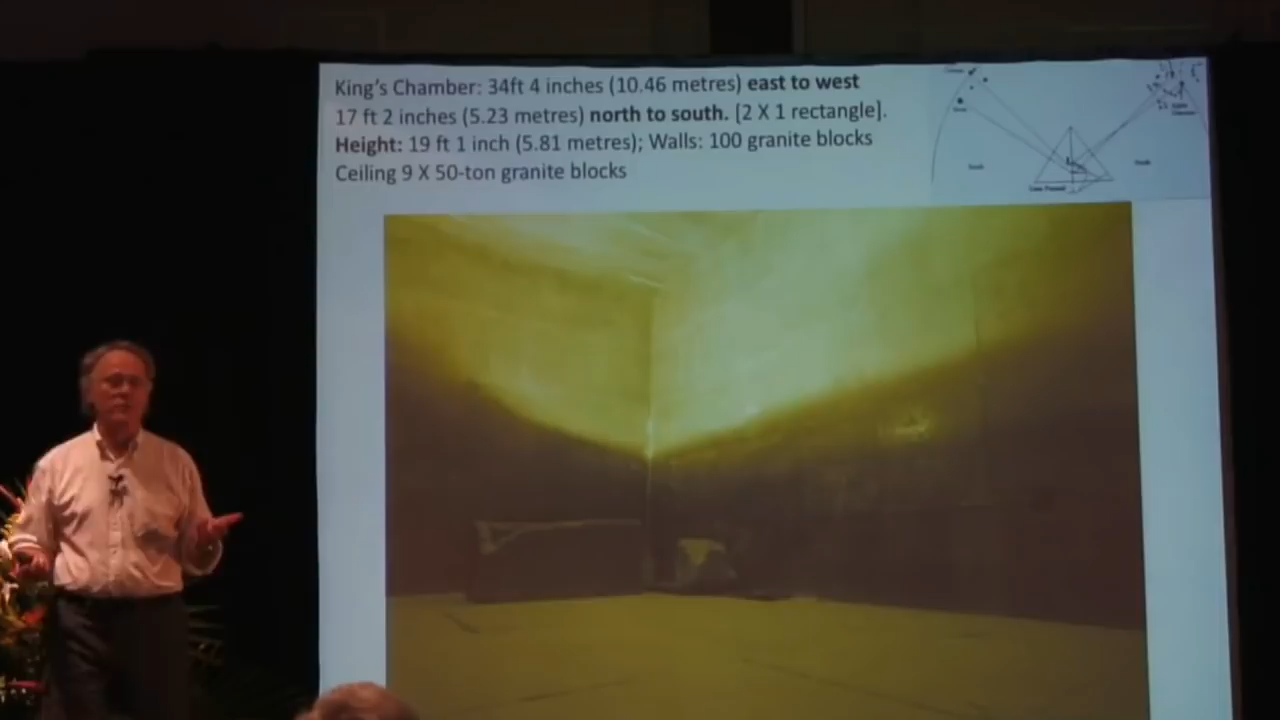 King's Chamber: 34ft 4 inches (10.46 metres) east to west
17 ft 2 inches (5.23 metres) north to south. [2 X 1 rectangle].
Height: 19 ft 1 inch (5.81 metres); Walls: 100 granite blocks
Ceiling 9 X 50-ton granite blocks